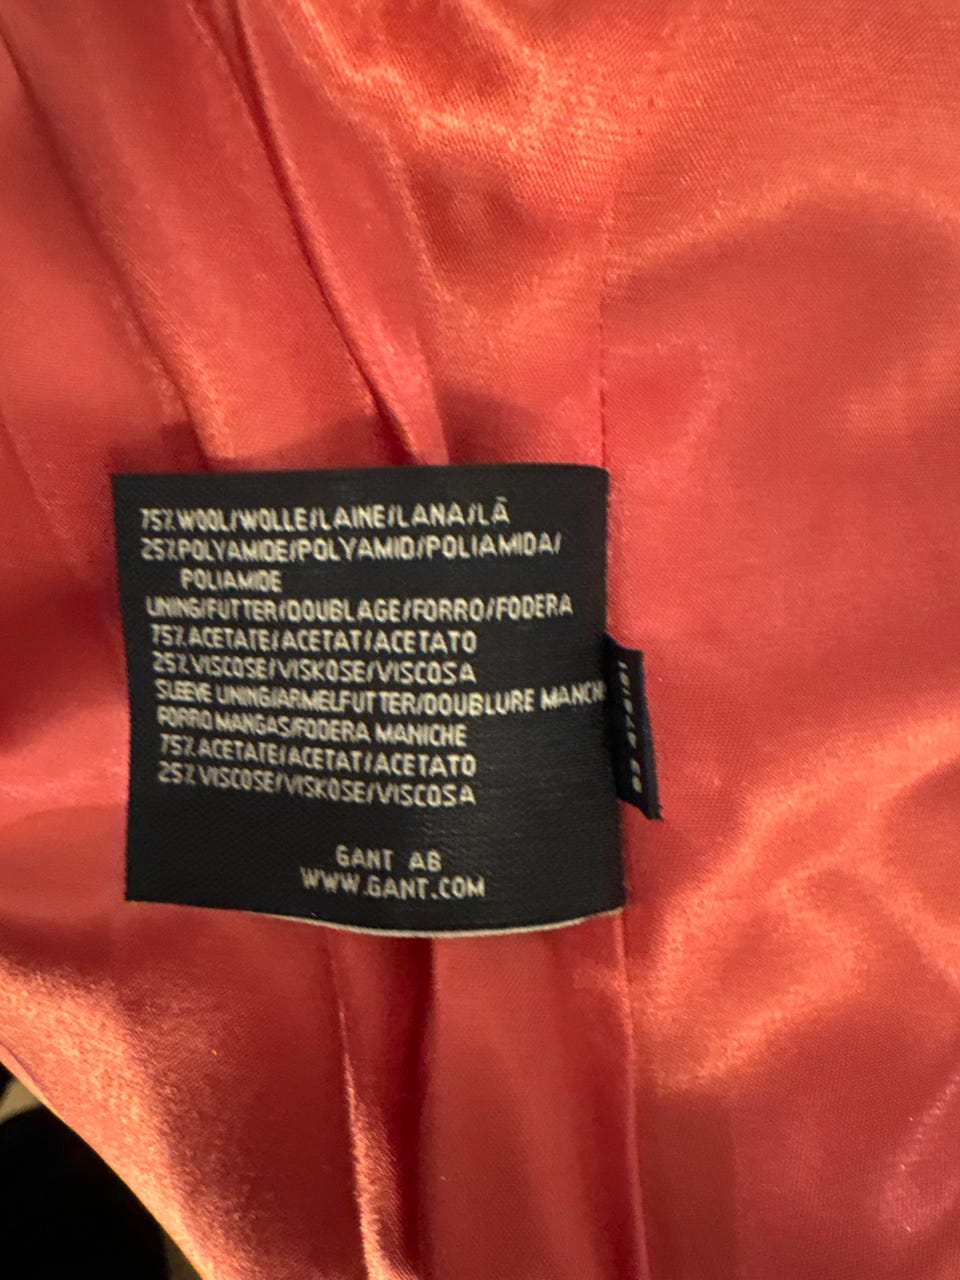 75% WOOL/WOLLE/LAINE/LANA/LÃ
25% POLYAMIDE/POLYAMID/POLIAMIDA/
POLIAMIDE
LINING/FUTTER/DOUBLAGE/FORRO/FODERA
75% ACETATE/ACETAT/ACETATO
25% VISCOSE/VISKOSE/VISCOSA
SLEEVE LINING/ARMELFUTTER/DOUBLURE MANCH
FORRO MANGAS/FODERA MANICHE
75% ACETATE/ACETAT/ACETATO
25% VISCOSE/VISKOSE/VISCOSA
GANT AB
WWW.GANT.COM